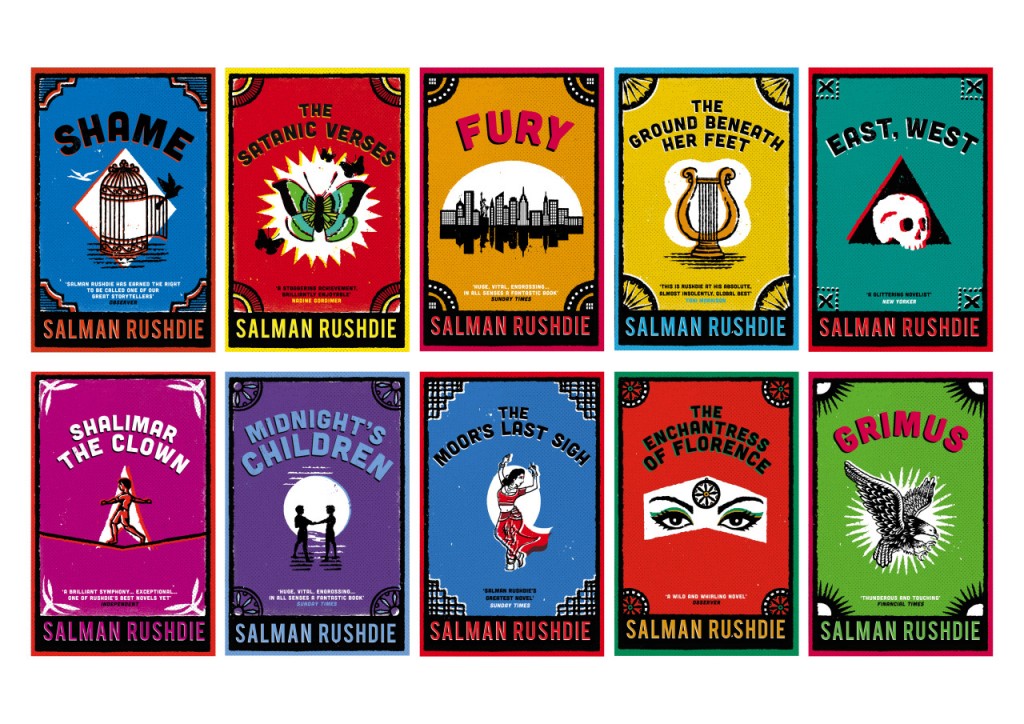 SHAME
'SALMAN RUSHDIE HAS EARNED THE RIGHT
TO BE CALLED ONE OF OUR
GREAT STORYTELLERS'
OBSERVER
SALMAN RUSHDIE
THE
SATANIC VERSES
'A STAGGERING ACHIEVEMENT,
BRILLIANTLY ENJOYABLE'
NADINE GORDIMER
SALMAN RUSHDIE
FURY
'HUGE, VITAL, ENGROSSING...
IN ALL SENSES A FANTASTIC BOOK'
SUNDAY TIMES
SALMAN RUSHDIE
THE
GROUND BENEATH
HER FEET
'THIS IS RUSHDIE AT HIS ABSOLUTE,
ALMOST INSOLENTLY, GLOBAL BEST'
TONI MORRISON
SALMAN RUSHDIE
EAST, WEST
'A GLITTERING NOVELIST'
NEW YORKER
SALMAN RUSHDIE
SHALIMAR
THE CLOWN
'A BRILLIANT SYMPHONY... EXCEPTIONAL...
ONE OF RUSHDIE'S BEST NOVELS YET'
INDEPENDENT
SALMAN RUSHDIE
MIDNIGHT'S
CHILDREN
'HUGE, VITAL, ENGROSSING...
IN ALL SENSES A FANTASTIC BOOK'
SUNDAY TIMES
SALMAN RUSHDIE
THE
MOOR'S LAST SIGH
'SALMAN RUSHDIE'S
GREATEST NOVEL'
SUNDAY TIMES
SALMAN RUSHDIE
THE
ENCHANTRESS
OF FLORENCE
'A WILD AND WHIRLING NOVEL'
OBSERVER
SALMAN RUSHDIE
GRIMUS
'THUNDEROUS AND TOUCHING'
FINANCIAL TIMES
SALMAN RUSHDIE